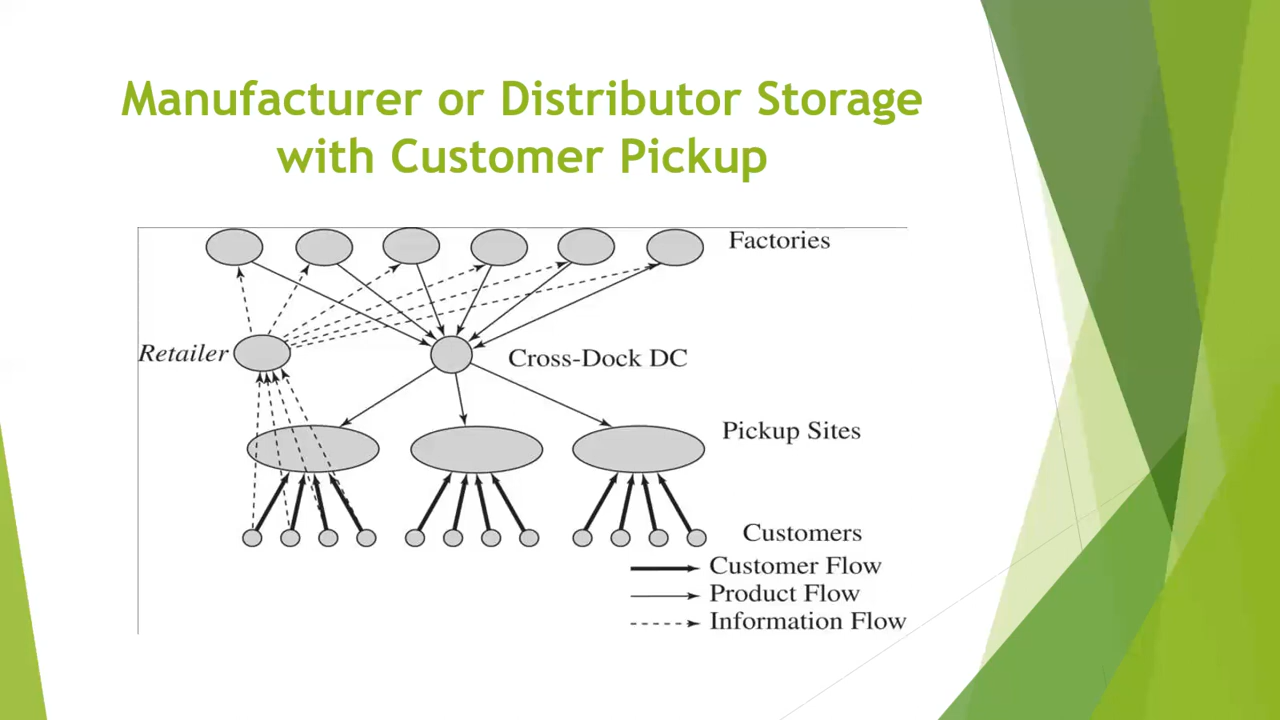 Manufacturer or Distributor Storage
with Customer Pickup
Factories
Retailer
Cross-Dock DC
Pickup Sites
Customers
Customer Flow
Product Flow
Information Flow